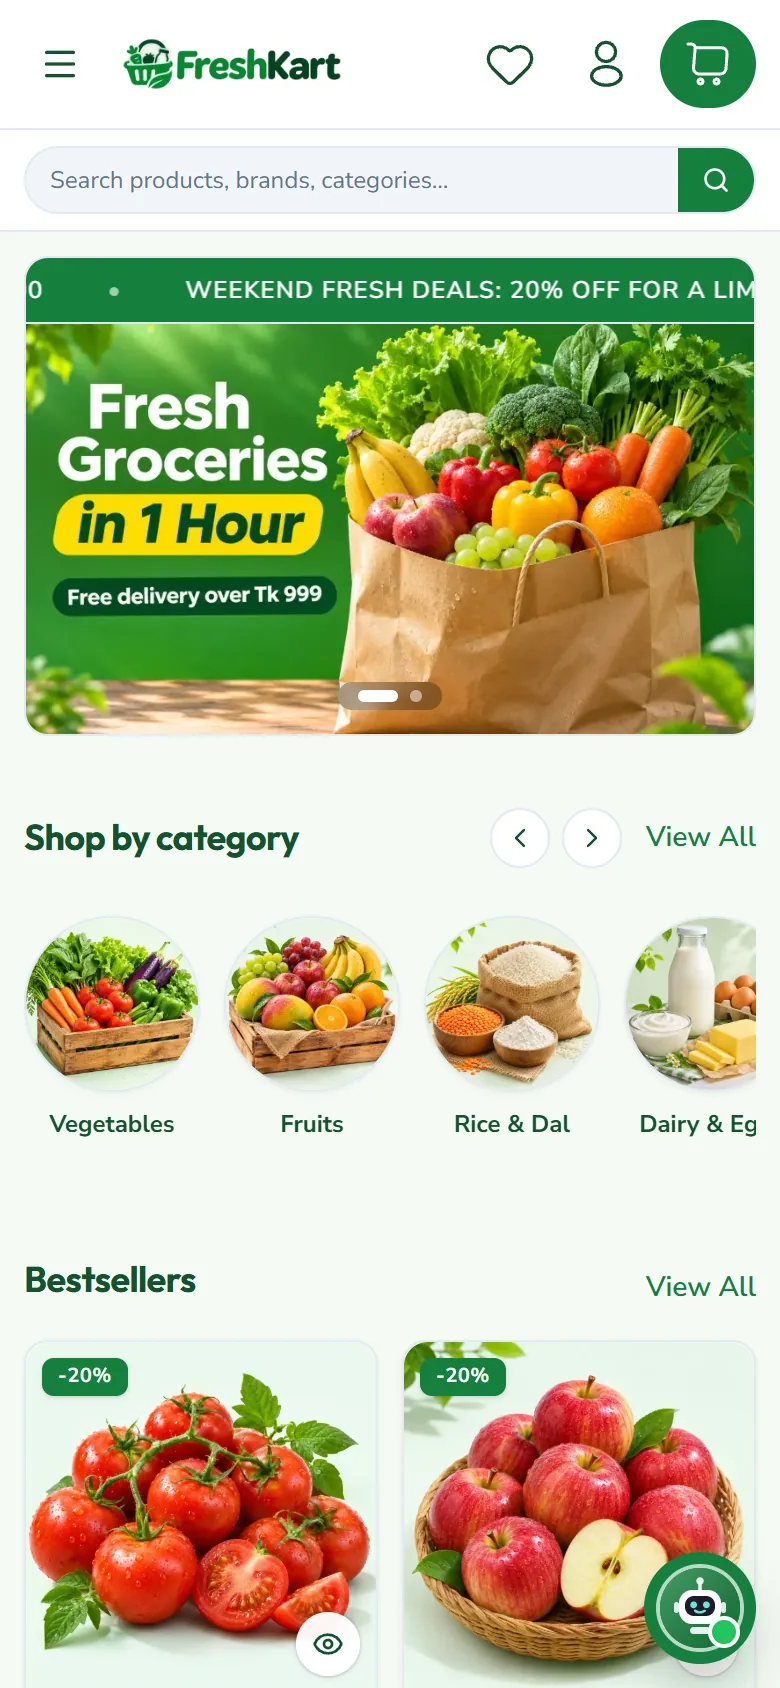 FreshKart
Search products, brands, categories...
0 • WEEKEND FRESH DEALS: 20% OFF FOR A LIM
Fresh
Groceries
in 1 Hour
Free delivery over Tk 999
Shop by category
View All
Vegetables
Fruits
Rice & Dal
Dairy & Eg
Bestsellers
View All
-20%
-20%